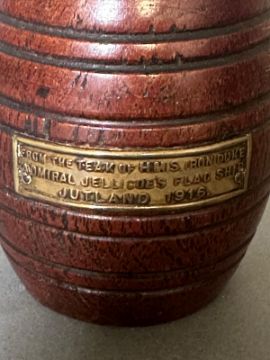 FROM THE TEAK OF H.M.S. IRON DUKE
ADMIRAL JELLICOE'S FLAG SHIP
JUTLAND 1916.